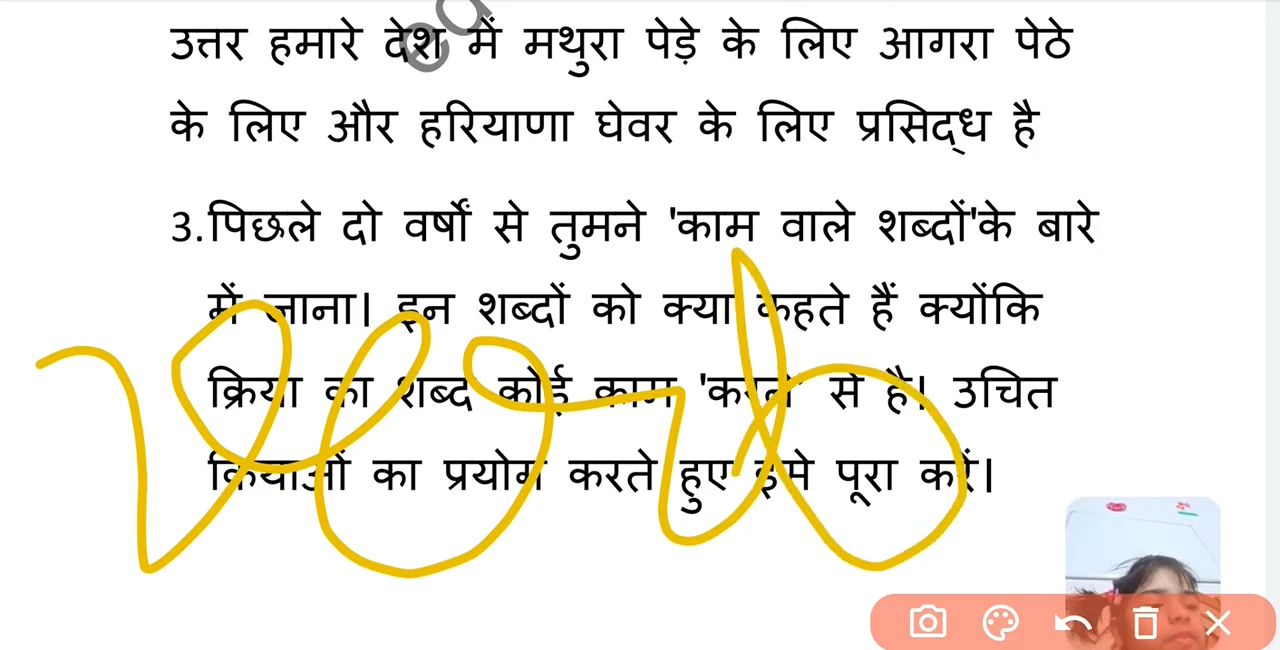 उत्तर हमारे देश में मथुरा पेड़े के लिए आगरा पेठे
के लिए और हरियाणा घेवर के लिए प्रसिद्ध है
3. पिछले दो वर्षों से तुमने 'काम वाले शब्दों'के बारे
में जाना। इन शब्दों को क्या कहते हैं क्योंकि
क्रिया का शब्द कोई काम 'करने' से है। उचित
कियाओं का प्रयोग करते हुए इसे पूरा करें।
verb